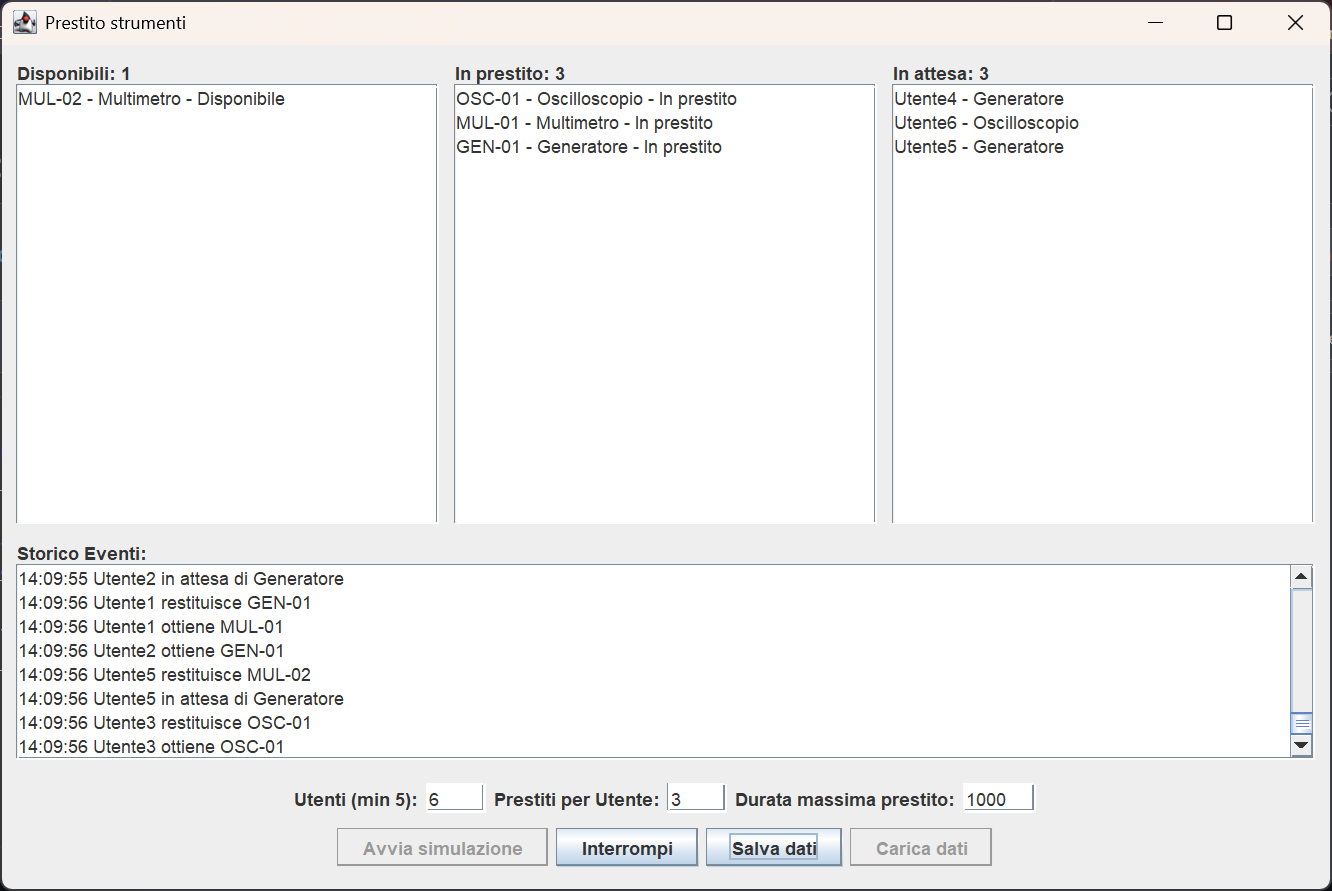 Prestito strumenti
Disponibili: 1
MUL-02 - Multimetro - Disponibile
In prestito: 3
OSC-01 - Oscilloscopio - In prestito
MUL-01 - Multimetro - In prestito
GEN-01 - Generatore - In prestito
In attesa: 3
Utente4 - Generatore
Utente6 - Oscilloscopio
Utente5 - Generatore
Storico Eventi:
14:09:55 Utente2 in attesa di Generatore
14:09:56 Utente1 restituisce GEN-01
14:09:56 Utente1 ottiene MUL-01
14:09:56 Utente2 ottiene GEN-01
14:09:56 Utente5 restituisce MUL-02
14:09:56 Utente5 in attesa di Generatore
14:09:56 Utente3 restituisce OSC-01
14:09:56 Utente3 ottiene OSC-01
Utenti (min 5): 6 Prestiti per Utente: 3 Durata massima prestito: 1000
Avvia simulazione Interrompi Salva dati Carica dati